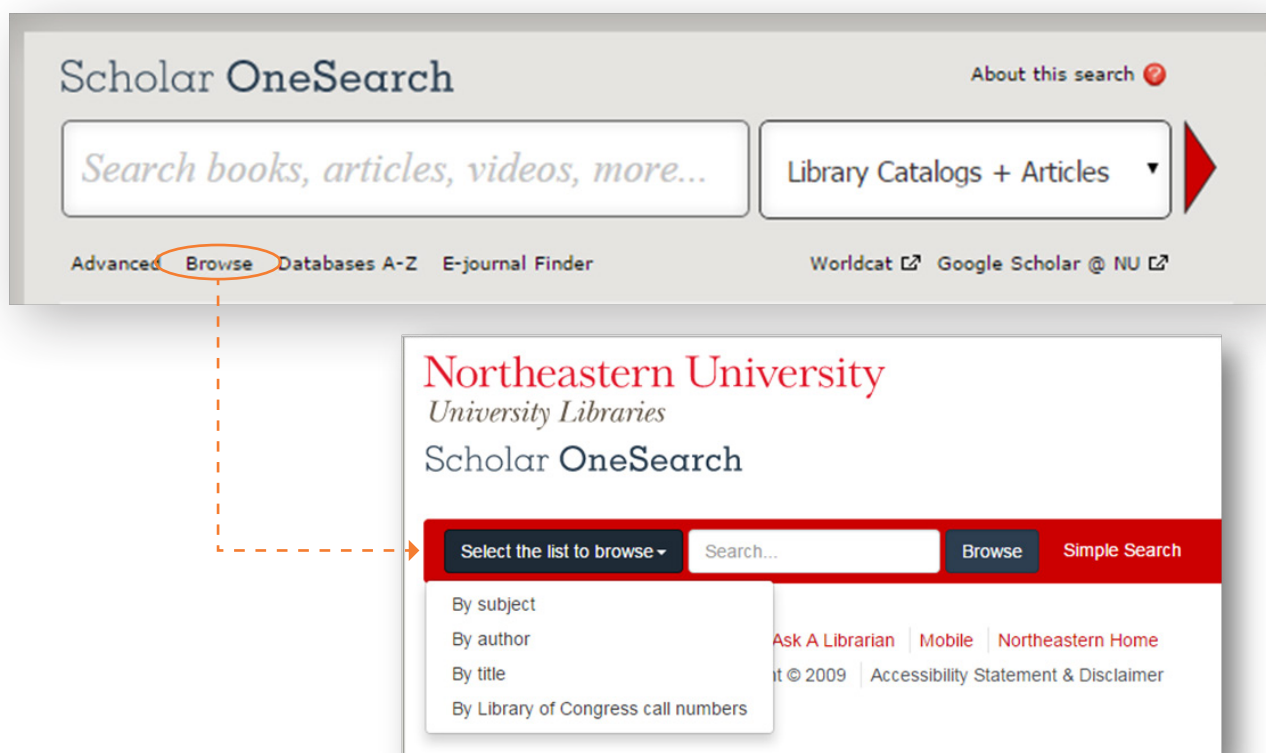 Scholar OneSearch
About this search ?
Search books, articles, videos, more...
Library Catalogs + Articles
Advanced Browse Databases A-Z E-journal Finder
Worldcat Google Scholar @ NU
Northeastern University
University Libraries
Scholar OneSearch
Select the list to browse Search... Browse Simple Search
By subject
By author
By title
By Library of Congress call numbers
Ask A Librarian Mobile Northeastern Home
© 2009 Accessibility Statement & Disclaimer